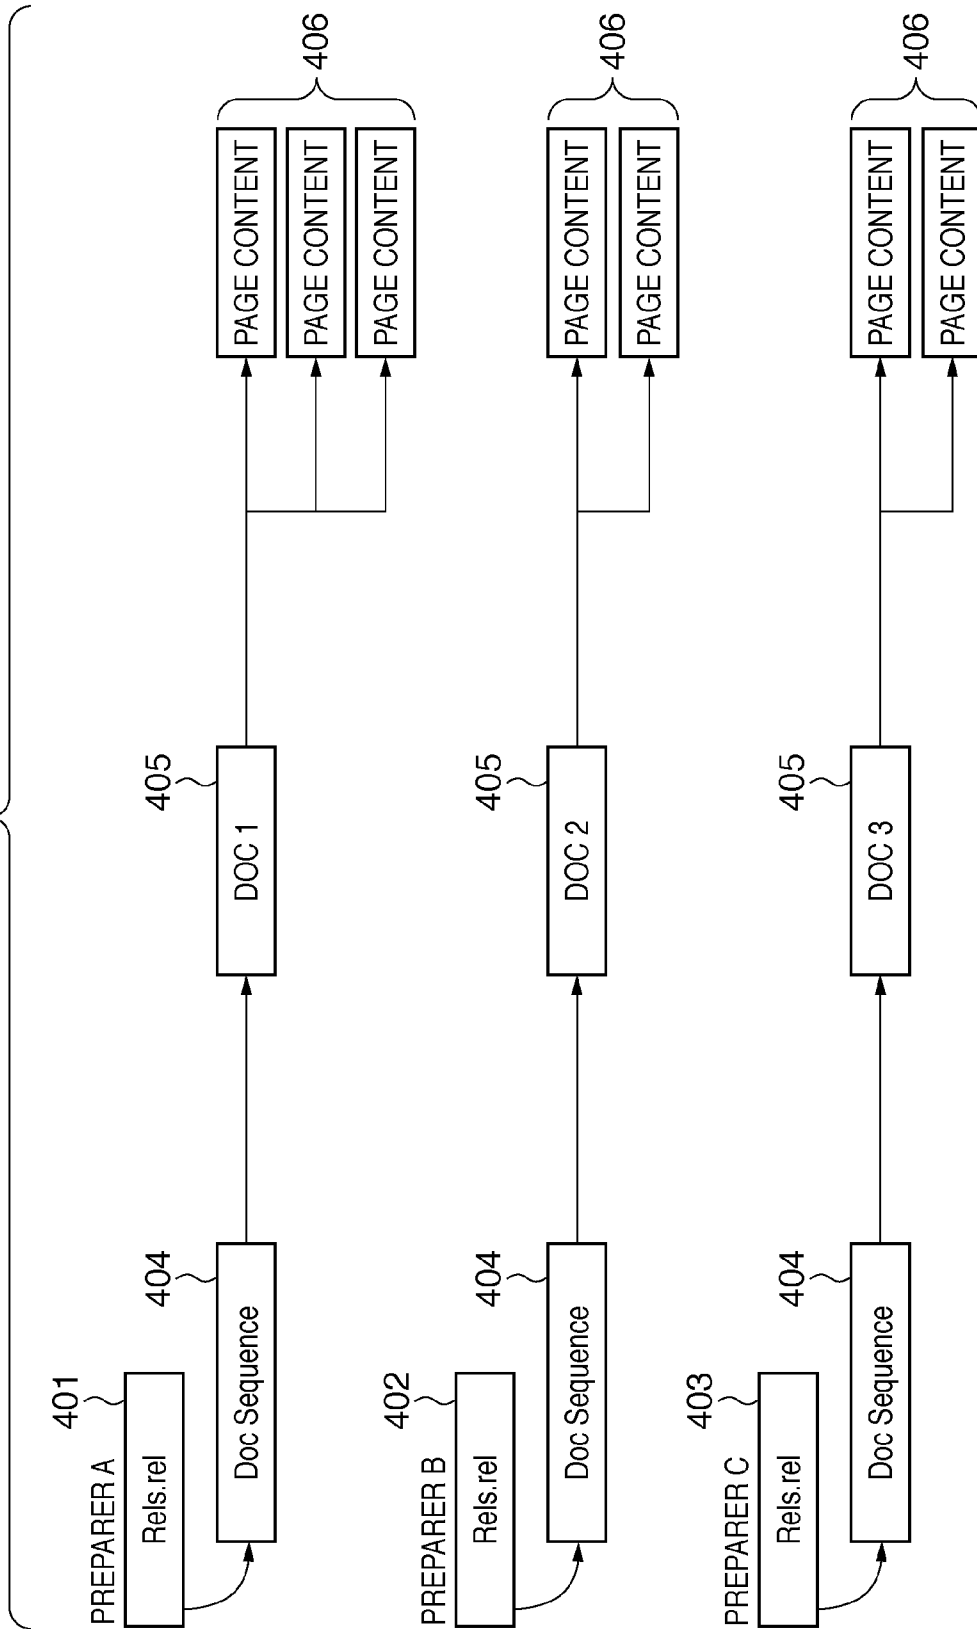 PREPARER A
401
Rels.rel
404
Doc Sequence
405
DOC 1
PAGE CONTENT
PAGE CONTENT
PAGE CONTENT
406
PREPARER B
402
Rels.rel
404
Doc Sequence
405
DOC 2
PAGE CONTENT
PAGE CONTENT
406
PREPARER C
403
Rels.rel
404
Doc Sequence
405
DOC 3
PAGE CONTENT
PAGE CONTENT
406